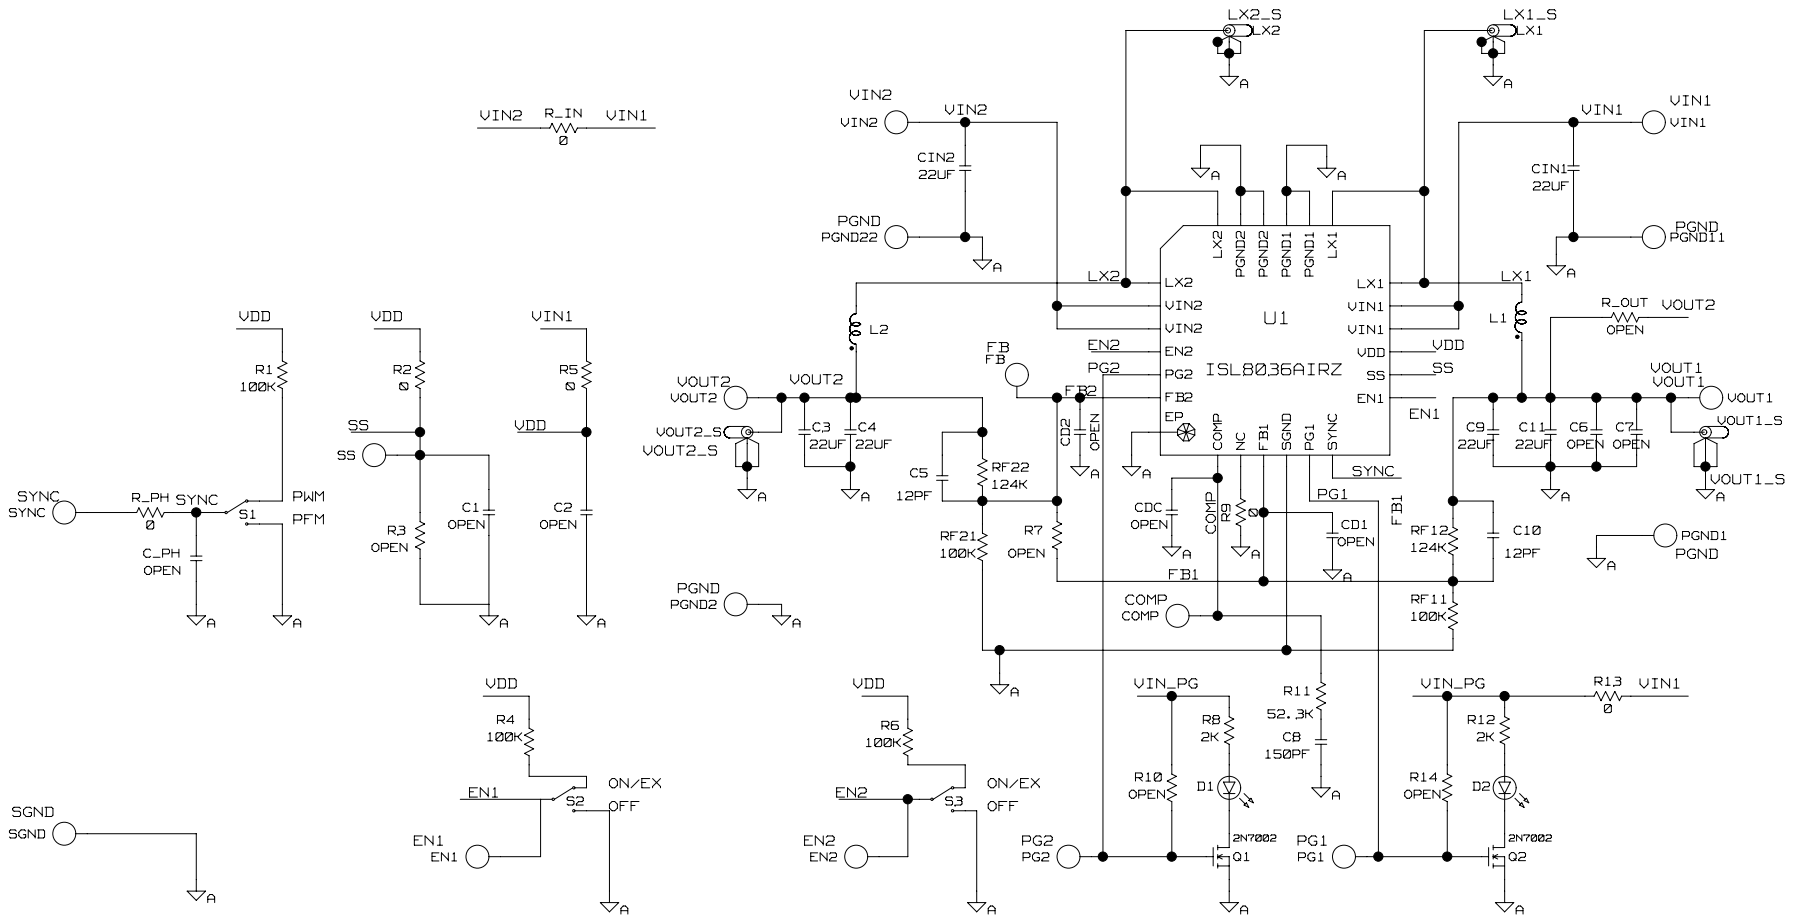 LX2_S
LX2
A
LX1_S
LX1
A
VIN2
VIN2
VIN2
CIN2
22UF
PGND
PGND22
A
VIN2
R_IN
VIN1
0
A
A
VIN1
VIN1
VIN1
CIN1
22UF
PGND
PGND11
A
LX2
PGND2
PGND2
PGND1
PGND1
LX1
LX2
LX2
VIN2
VIN2
EN2
EN2
PG2
PG2
FB2
FB2
EP
U1
ISL8036AIRZ
LX1
LX1
VIN1
VIN1
VDD
VDD
SS
SS
EN1
EN1
COMP
NC
FB1
SGND
PG1
SYNC
SYNC
PG1
FB1
L2
L1
R_OUT
VOUT2
OPEN
VDD
R1
100K
VDD
R2
0
SS
SS
R3
OPEN
C1
OPEN
A
VIN1
R5
0
VDD
C2
OPEN
A
SYNC
SYNC
R_PH
0
SYNC
S1
PWM
PFM
C_PH
OPEN
A
A
VOUT2
VOUT2
VOUT2
VOUT2_S
VOUT2_S
A
C3
22UF
C4
22UF
A
FB
FB
CD2
OPEN
A
A
C5
12PF
RF22
124K
RF21
100K
R7
OPEN
CDC
OPEN
A
COMP
R9
0
A
CD1
OPEN
A
FB1
C9
22UF
C11
22UF
C6
OPEN
C7
OPEN
A
VOUT1
VOUT1
VOUT1
VOUT1_S
VOUT1_S
A
RF12
124K
C10
12PF
RF11
100K
PGND1
PGND
A
PGND
PGND2
A
COMP
COMP
A
R11
52.3K
C8
150PF
A
VDD
R4
100K
EN1
S2
ON/EX
OFF
EN1
EN1
A
VDD
R6
100K
EN2
S3
ON/EX
OFF
EN2
EN2
A
SGND
SGND
A
VIN_PG
R8
2K
R10
OPEN
D1
PG2
PG2
2N7002
Q1
A
VIN_PG
R13
0
VIN1
R12
2K
R14
OPEN
D2
PG1
PG1
2N7002
Q2
A